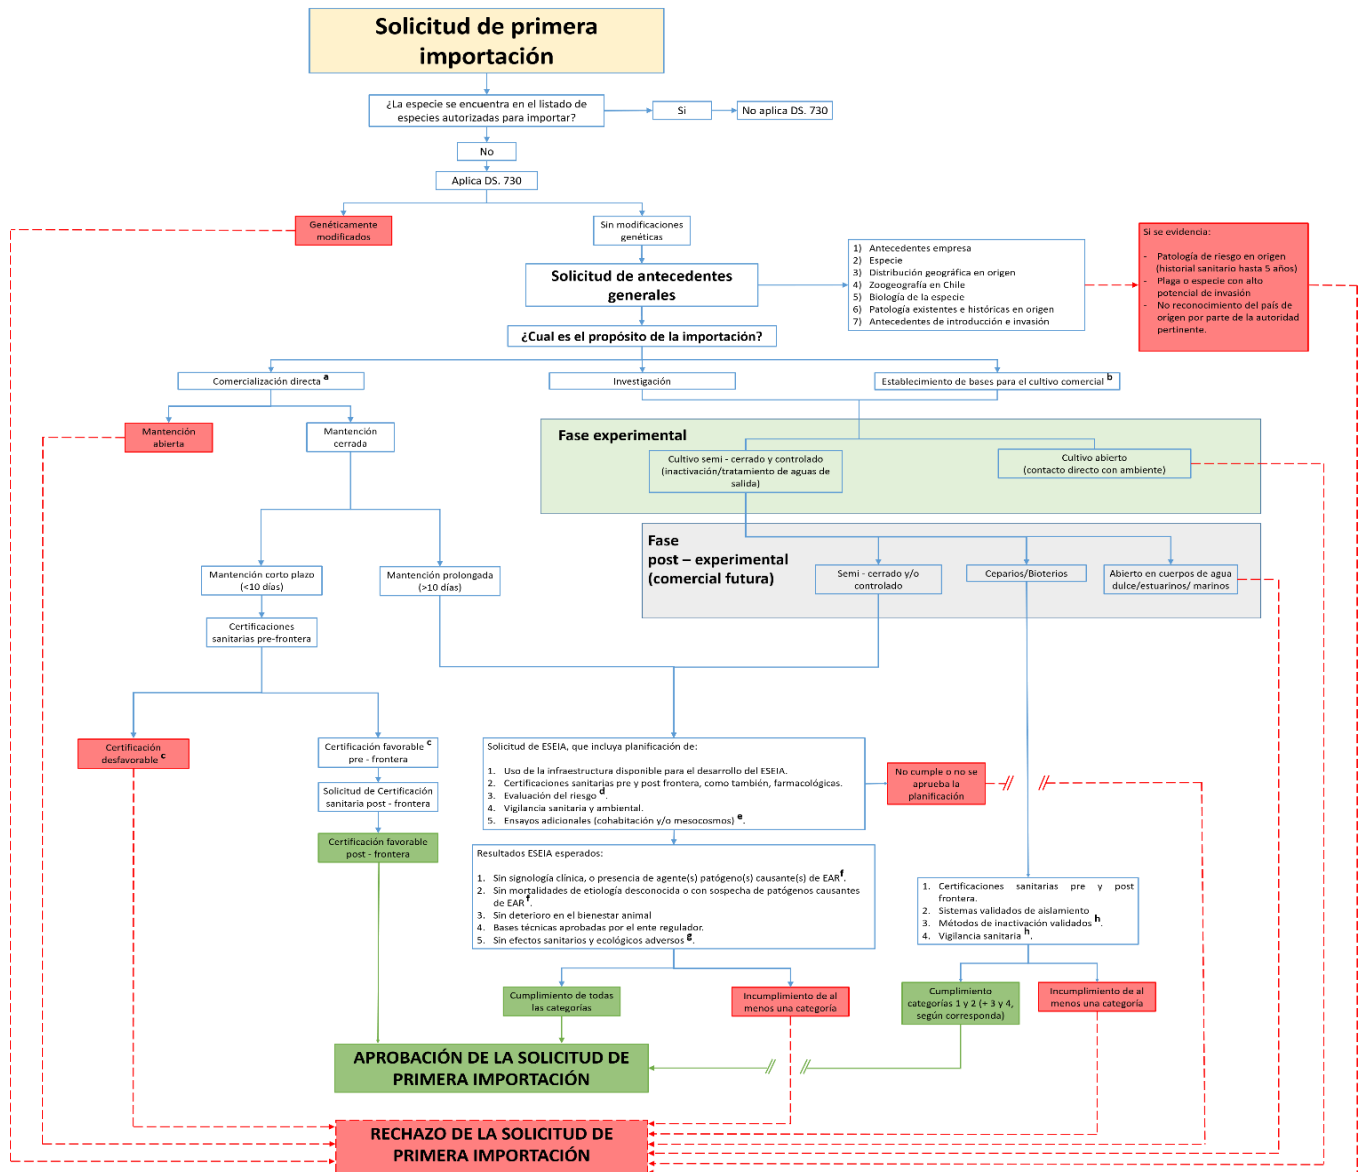 Solicitud de primera
importación
¿La especie se encuentra en el listado de
especies autorizadas para importar?
Si
No aplica DS. 730
No
Aplica DS. 730
Genéticamente
modificados
Sin modificaciones
genéticas
Solicitud de antecedentes
generales
1) Antecedentes empresa
2) Especie
3) Distribución geográfica en origen
4) Zoogeografía en Chile
5) Biología de la especie
6) Patología existentes e históricas en origen
7) Antecedentes de introducción e invasión
Si se evidencia:
- Patología de riesgo en origen
(historial sanitario hasta 5 años)
- Plaga o especie con alto
potencial de invasión
- No reconocimiento del país de
origen por parte de la autoridad
pertinente.
¿Cual es el propósito de la importación?
Comercialización directa a
Investigación
Establecimiento de bases para el cultivo comercial b
Mantención
abierta
Mantención
cerrada
Fase experimental
Cultivo semi - cerrado y controlado
(inactivación/tratamiento de aguas de
salida)
Cultivo abierto
(contacto directo con ambiente)
Fase
post – experimental
(comercial futura)
Semi - cerrado y/o
controlado
Ceparios/Bioterios
Abierto en cuerpos de agua
dulce/estuarinos/ marinos
Mantención corto plazo
(<10 días)
Mantención prolongada
(>10 días)
Certificaciones
sanitarias pre-frontera
Certificación
desfavorable c
Certificación favorable c
pre - frontera
Solicitud de Certificación
sanitaria post - frontera
Certificación favorable
post - frontera
Solicitud de ESEIA, que incluya planificación de:
1. Uso de la infraestructura disponible para el desarrollo del ESEIA.
2. Certificaciones sanitarias pre y post frontera, como también, farmacológicas.
3. Evaluación del riesgo d.
4. Vigilancia sanitaria y ambiental.
5. Ensayos adicionales (cohabitación y/o mesocosmos) e.
No cumple o no se
aprueba la
planificación
Resultados ESEIA esperados:
1. Sin signología clínica, o presencia de agente(s) patógeno(s) causante(s) de EAR f.
2. Sin mortalidades de etiología desconocida o con sospecha de patógenos causantes
de EAR f.
3. Sin deterioro en el bienestar animal
4. Bases técnicas aprobadas por el ente regulador.
5. Sin efectos sanitarios y ecológicos adversos g.
1. Certificaciones sanitarias pre y post
frontera.
2. Sistemas validados de aislamiento
3. Métodos de inactivación validados h.
4. Vigilancia sanitaria h.
Cumplimiento de todas
las categorías
Incumplimiento de al
menos una categoría
Cumplimiento
categorías 1 y 2 (+ 3 y 4,
según corresponda)
Incumplimiento de al
menos una categoría
APROBACIÓN DE LA SOLICITUD DE
PRIMERA IMPORTACIÓN
RECHAZO DE LA SOLICITUD DE
PRIMERA IMPORTACIÓN